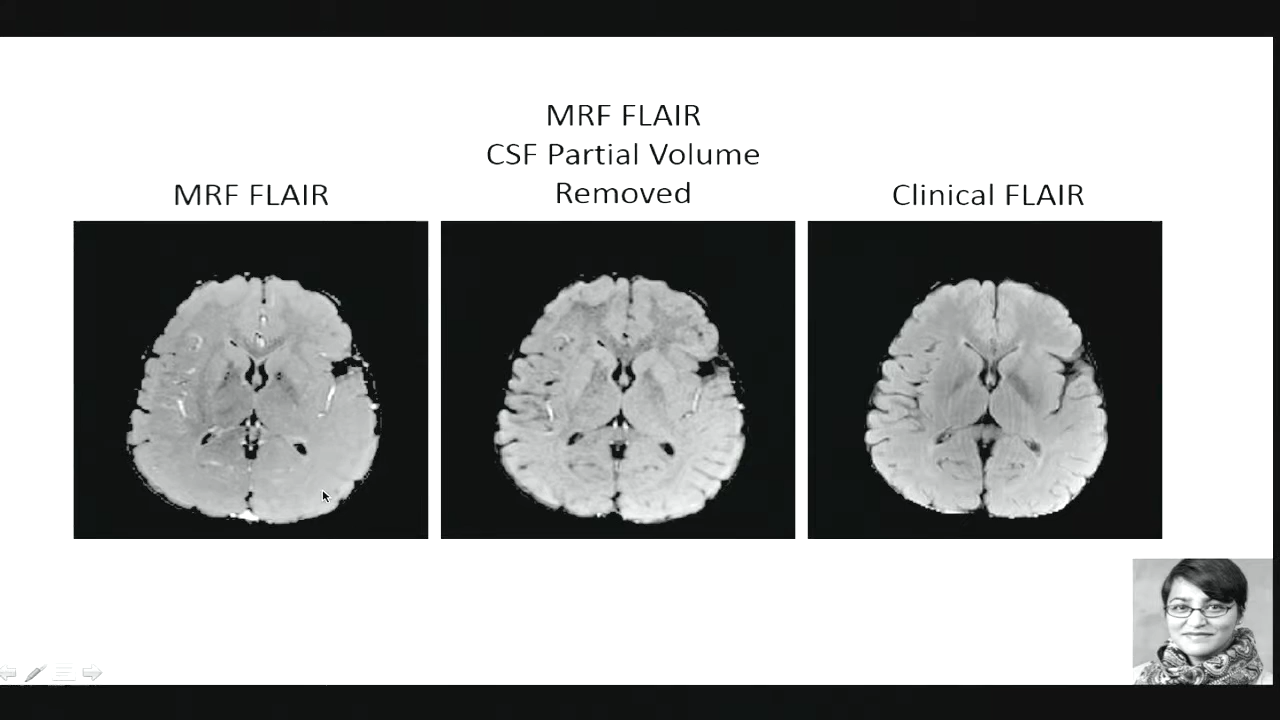 MRF FLAIR
MRF FLAIR
CSF Partial Volume
Removed
Clinical FLAIR